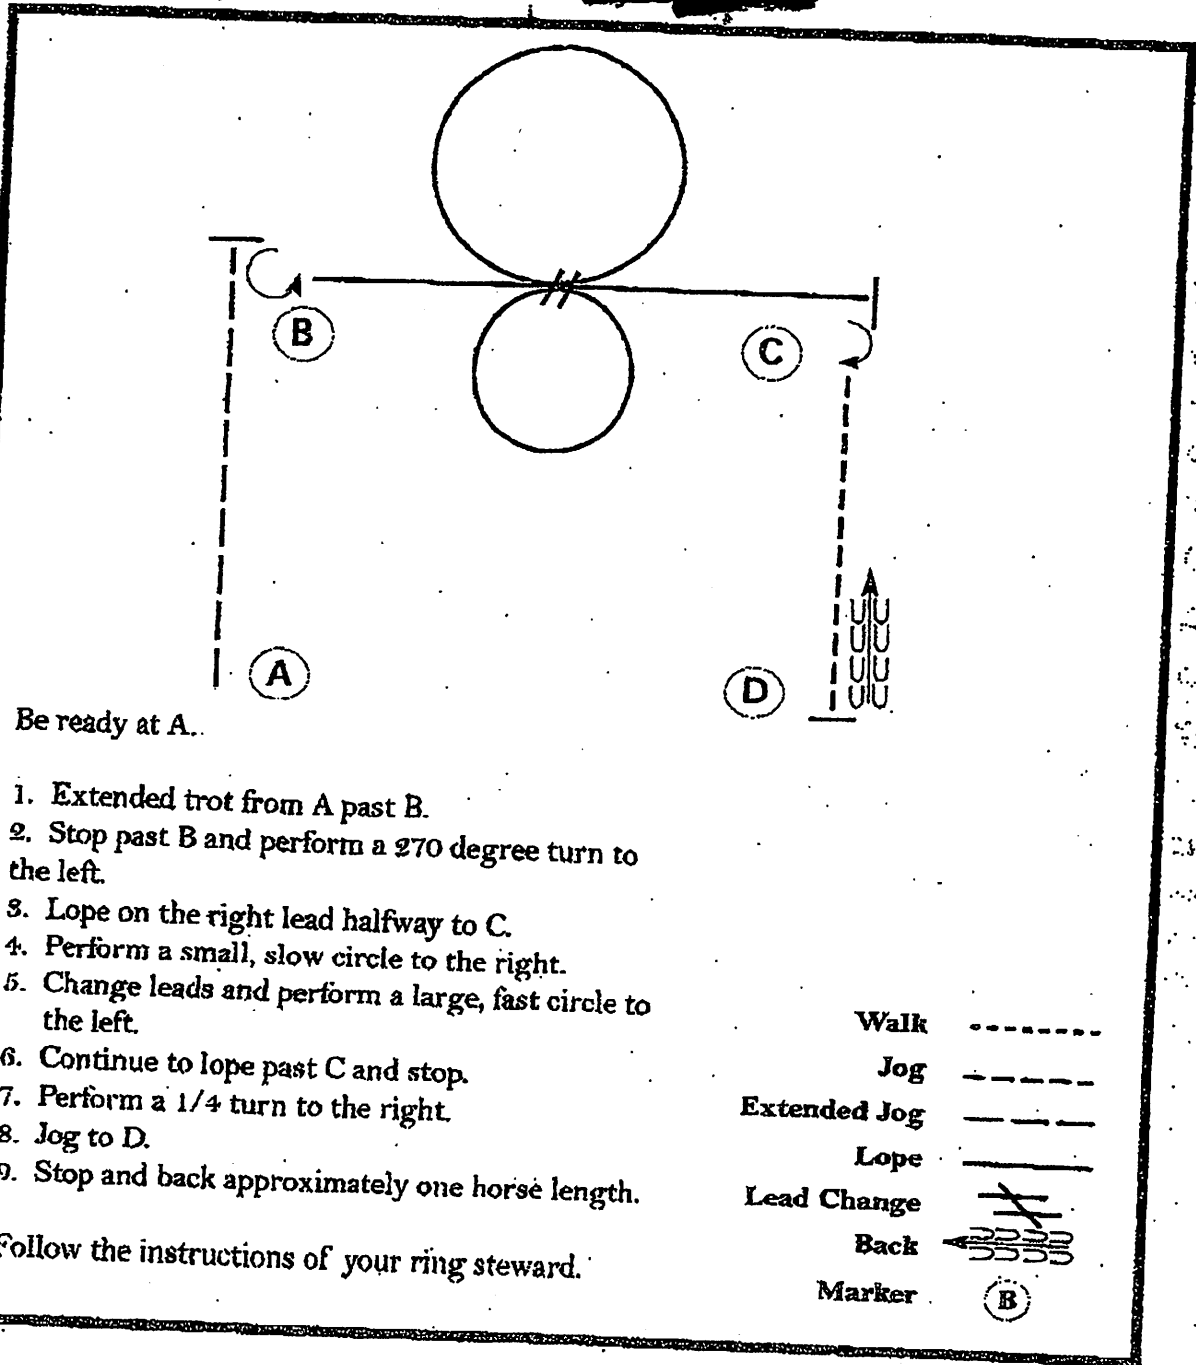 B
C
A
D
Be ready at A.
1. Extended trot from A past B.
2. Stop past B and perform a 270 degree turn to
the left.
3. Lope on the right lead halfway to C.
4. Perform a small, slow circle to the right.
5. Change leads and perform a large, fast circle to
the left.
6. Continue to lope past C and stop.
7. Perform a 1/4 turn to the right.
8. Jog to D.
9. Stop and back approximately one horse length.
Follow the instructions of your ring steward.
Walk
Jog
Extended Jog
Lope
Lead Change
Back
Marker B